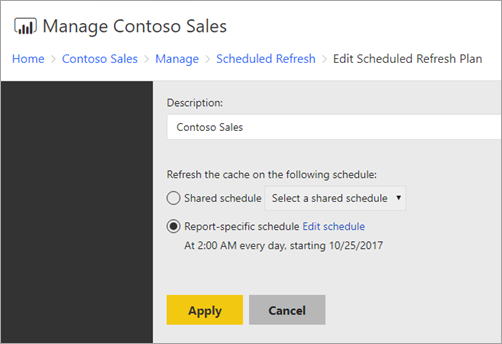 Manage Contoso Sales
Home > Contoso Sales > Manage > Scheduled Refresh > Edit Scheduled Refresh Plan
Description:
Contoso Sales
Refresh the cache on the following schedule:
Shared schedule Select a shared schedule
Report-specific schedule Edit schedule
At 2:00 AM every day, starting 10/25/2017
Apply Cancel